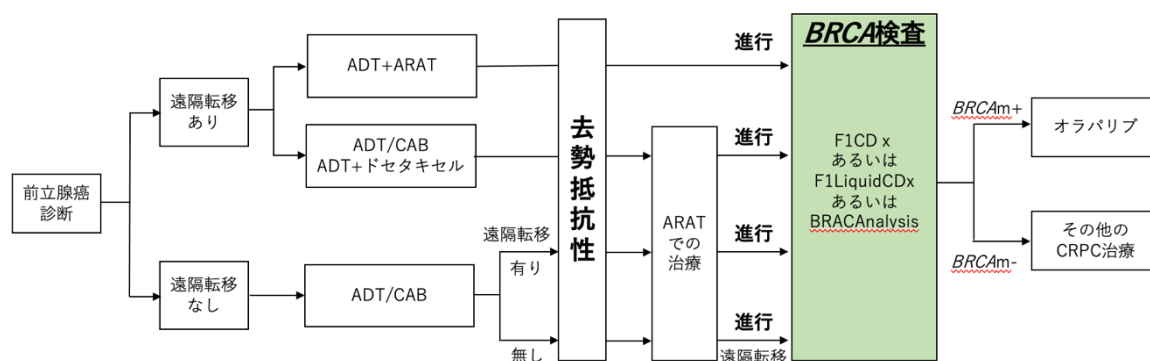 前立腺癌
診断
遠隔転移
あり
遠隔転移
なし
ADT+ARAT
ADT/CAB
ADT+ドセタキセル
ADT/CAB
遠隔転移
有り
無し
去勢抵抗性
ARAT
での
治療
進行
進行
進行
進行
遠隔転移
BRCA検査
F1CD x
あるいは
F1LiquidCDx
あるいは
BRACAnalvsis
BRCAm+
BRCAm-
オラパリブ
その他の
CRPC治療